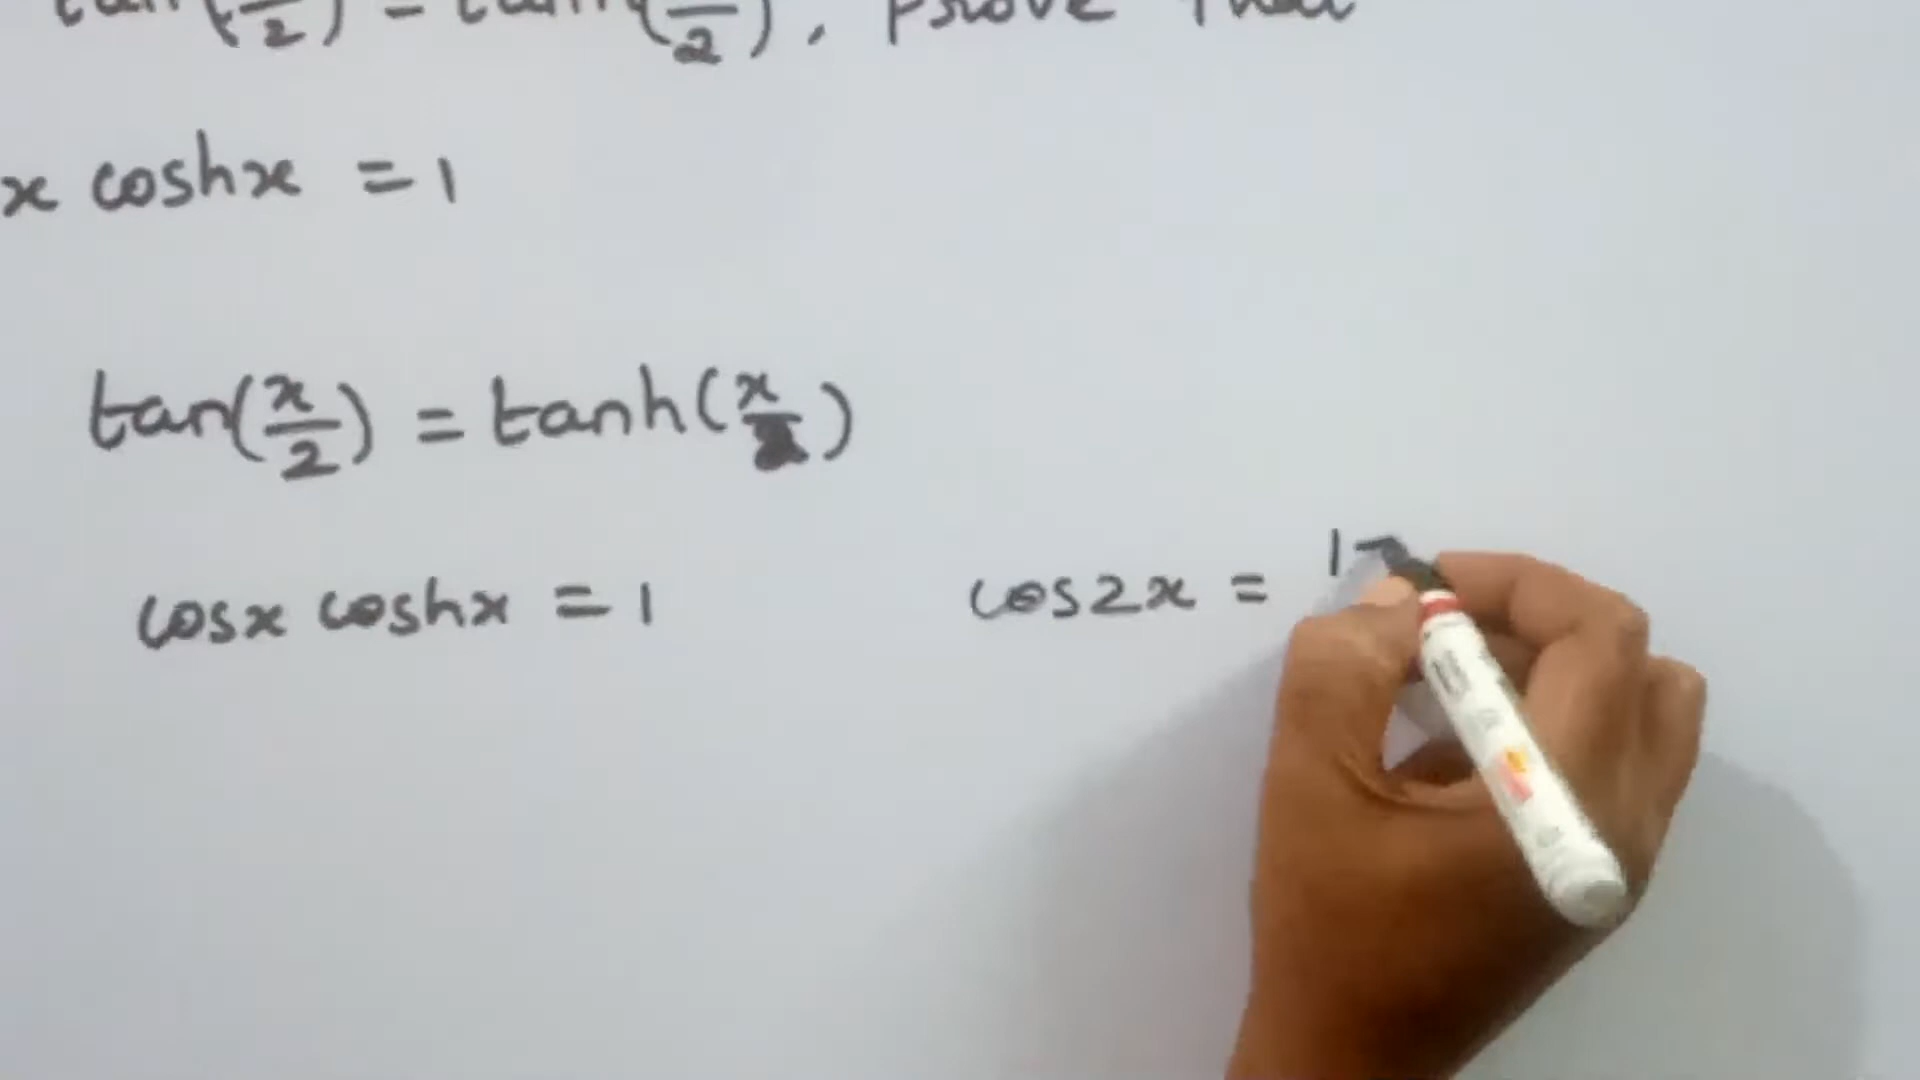 tan(x/2) = tanh(x/2), prove that
x coshx = 1
tan(x/2) = tanh(x/2)
cosx coshx = 1
cos2x = 1-